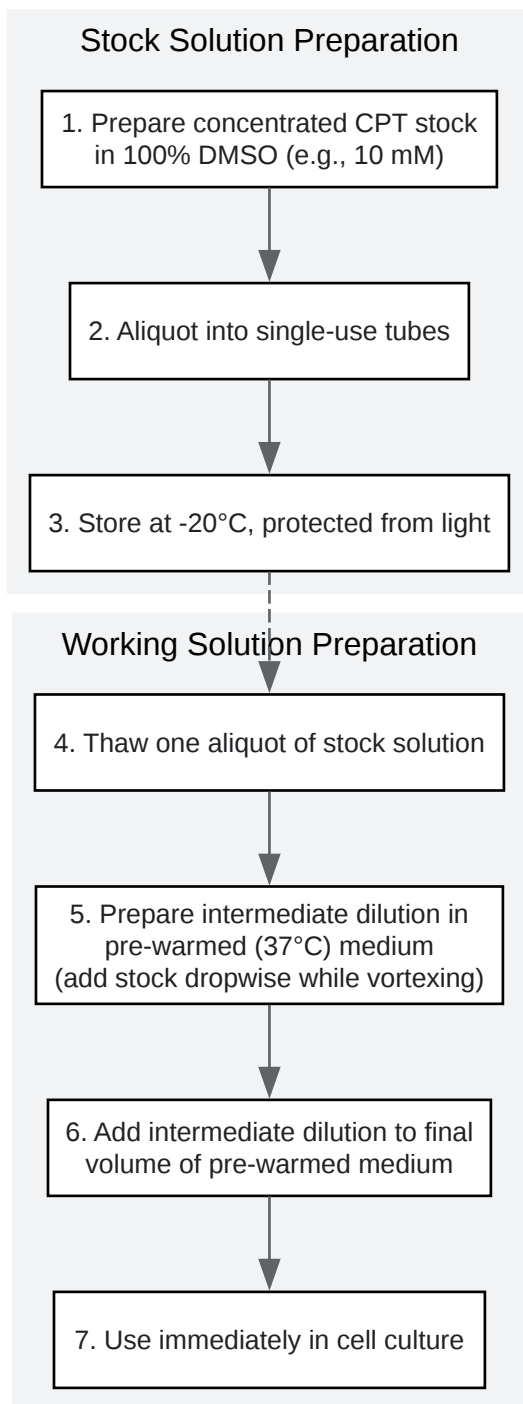 Stock Solution Preparation
1. Prepare concentrated CPT stock
in 100% DMSO (e.g., 10 mM)
2. Aliquot into single-use tubes
3. Store at -20°C, protected from light
Working Solution Preparation
4. Thaw one aliquot of stock solution
5. Prepare intermediate dilution in
pre-warmed (37°C) medium
(add stock dropwise while vortexing)
6. Add intermediate dilution to final
volume of pre-warmed medium
7. Use immediately in cell culture